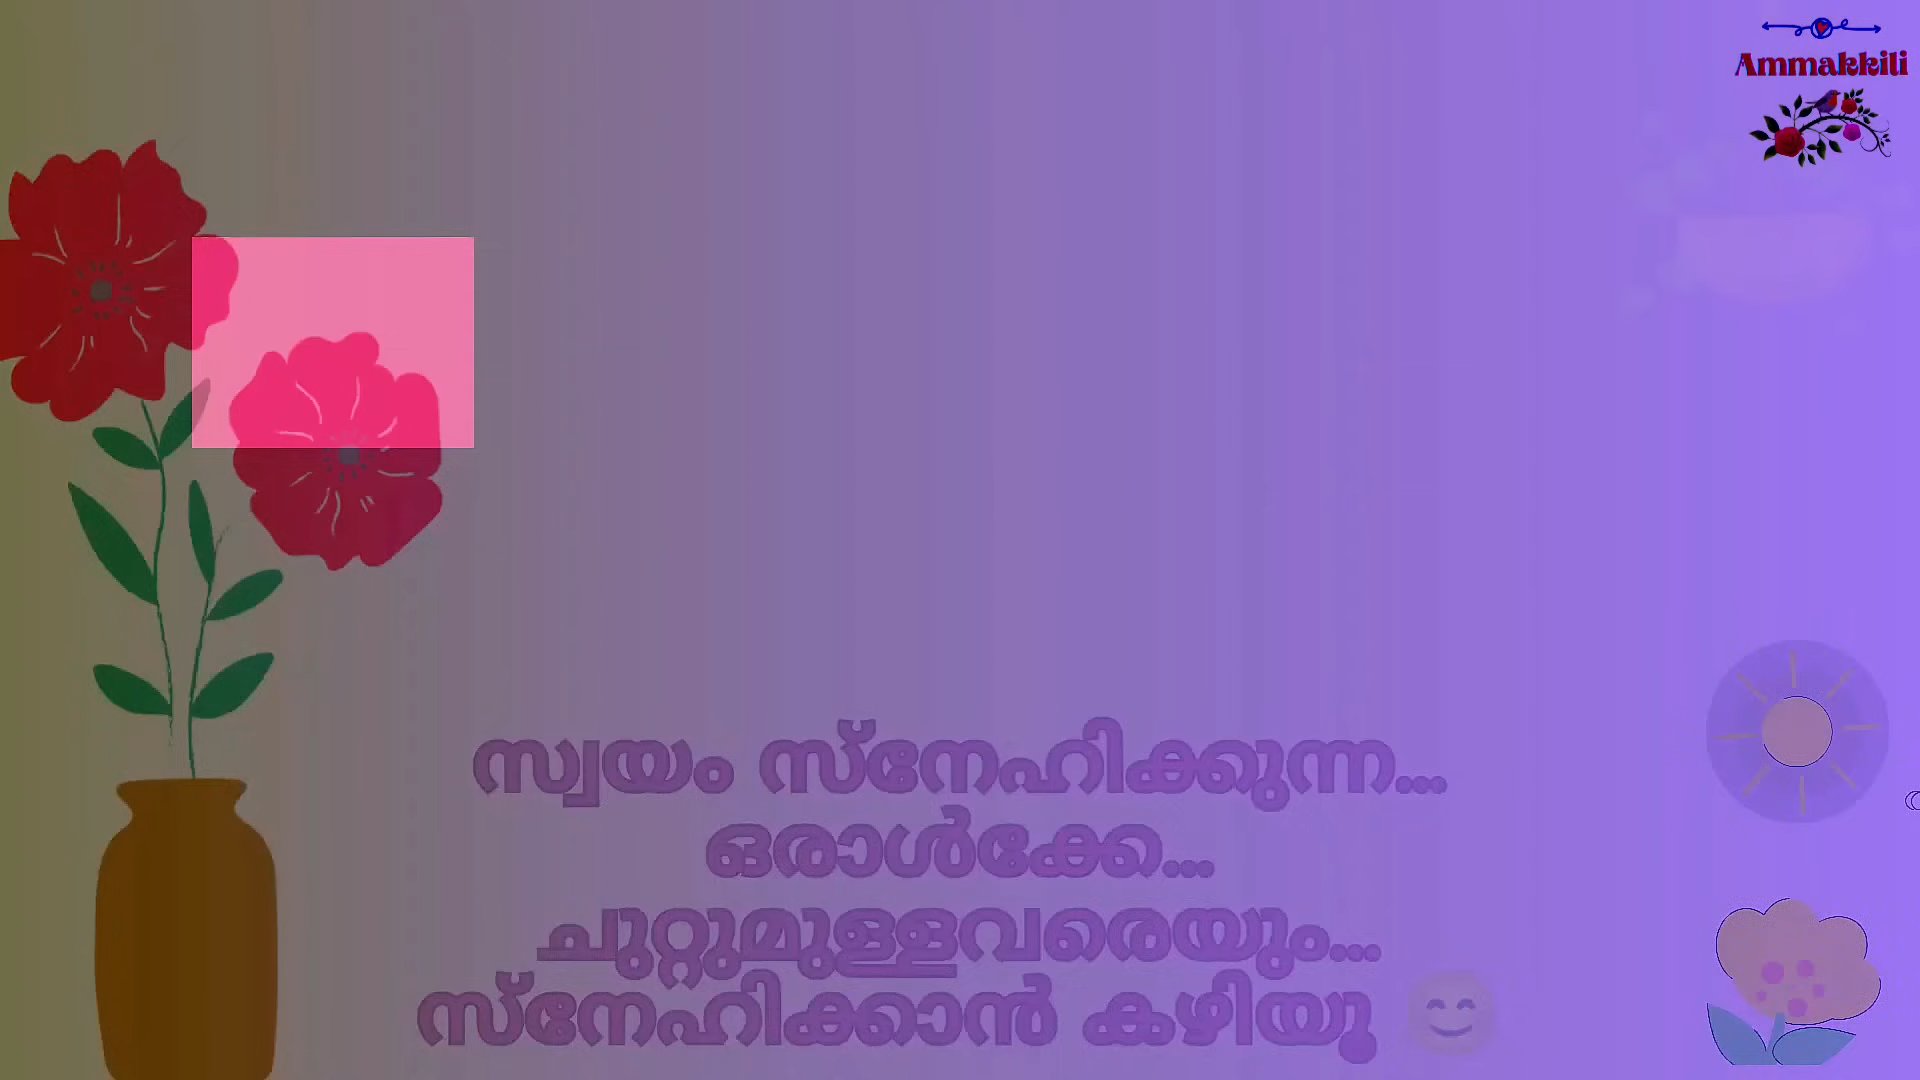 Ammakkili
സ്വയം സ്നേഹിക്കുന്ന...
ഒരാൾക്കേ...
ചുറ്റുമുള്ളവരെയും...
സ്നേഹിക്കാൻ കഴിയൂ 😊